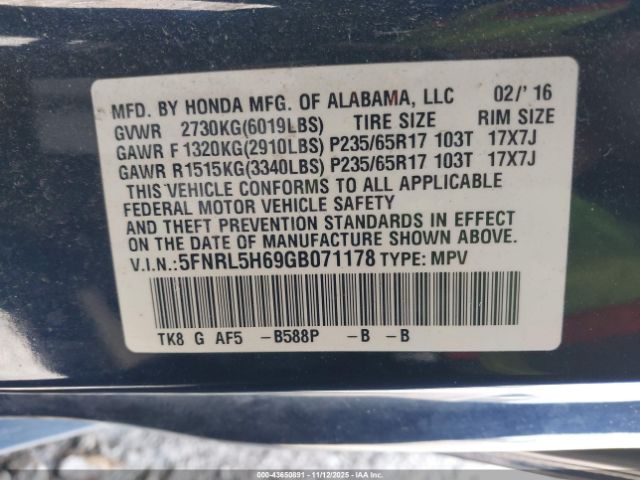 MFD. BY HONDA MFG. OF ALABAMA, LLC 02/' 16
GVWR 2730KG(6019LBS) TIRE SIZE RIM SIZE
GAWR F 1320KG(2910LBS) P235/65R17 103T 17X7J
GAWR R1515KG(3340LBS) P235/65R17 103T 17X7J
THIS VEHICLE CONFORMS TO ALL APPLICABLE
FEDERAL MOTOR VEHICLE SAFETY
AND THEFT PREVENTION STANDARDS IN EFFECT
ON THE DATE OF MANUFACTURE SHOWN ABOVE.
V.I.N.:5FNRL5H69GB071178 TYPE: MPV
TK8 G AF5 -B588P -B -B
000-43650891 - 11/12/2025 - IAA Inc.